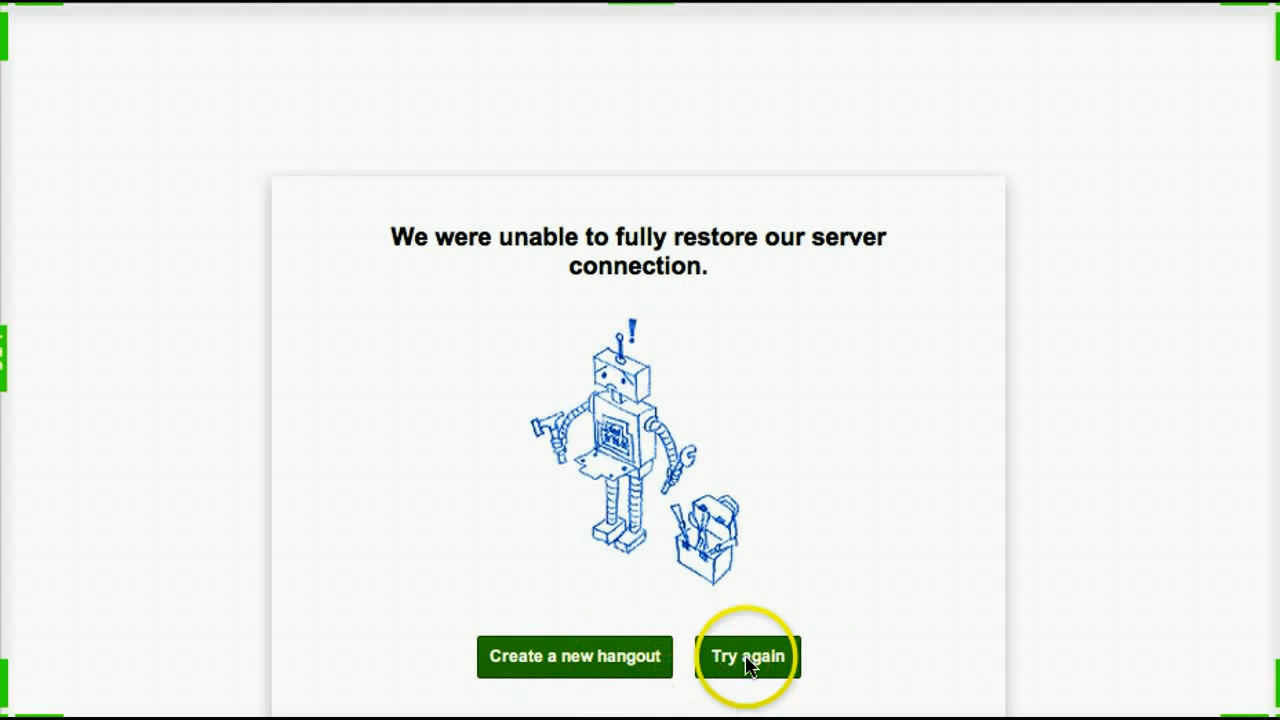 We were unable to fully restore our server
connection.
!
Create a new hangout
Try again